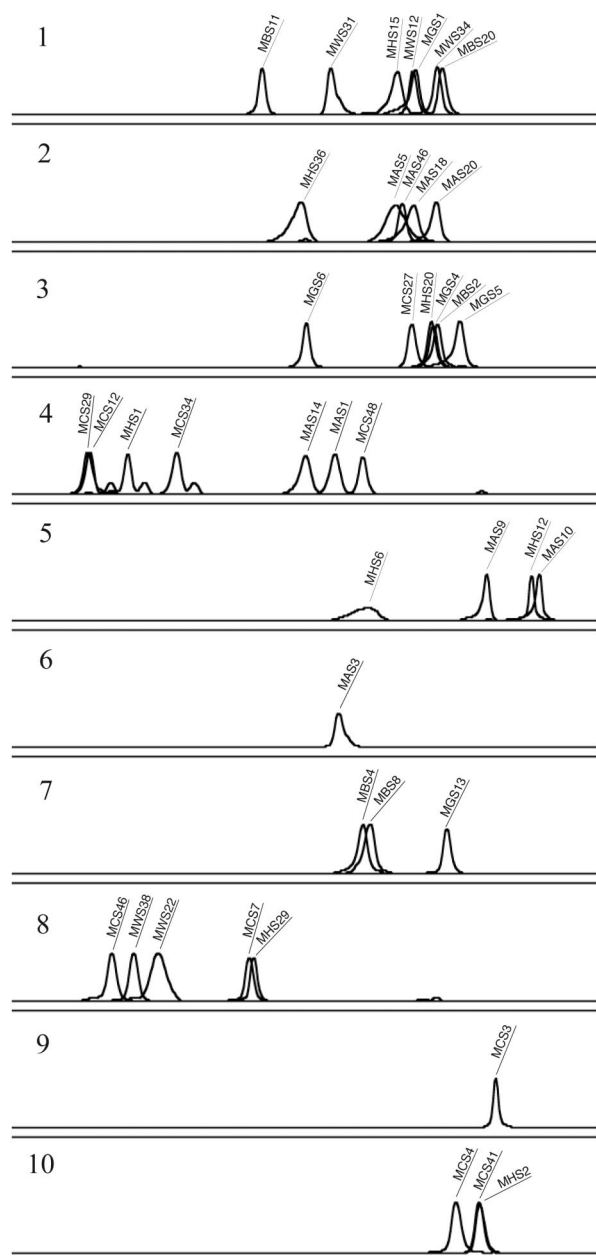 1
MBS11 MWS31 MHS15 MWS12 MGS1 MWS34 MBS20
2
MHS36 MAS5 MAS46 MAS18 MAS20
3
MGS6 MCS27 MHS20 MGS4 MBS2 MGS5
4
MCS29 MCS12 MHS1 MCS34 MAS14 MAS1 MCS48
5
MHS6 MAS9 MHS12 MAS10
6
MAS3
7
MBS4 MBS8 MGS13
8
MCS46 MWS38 MWS22 MCS7 MHS29
9
MCS3
10
MCS4 MCS41 MHS2